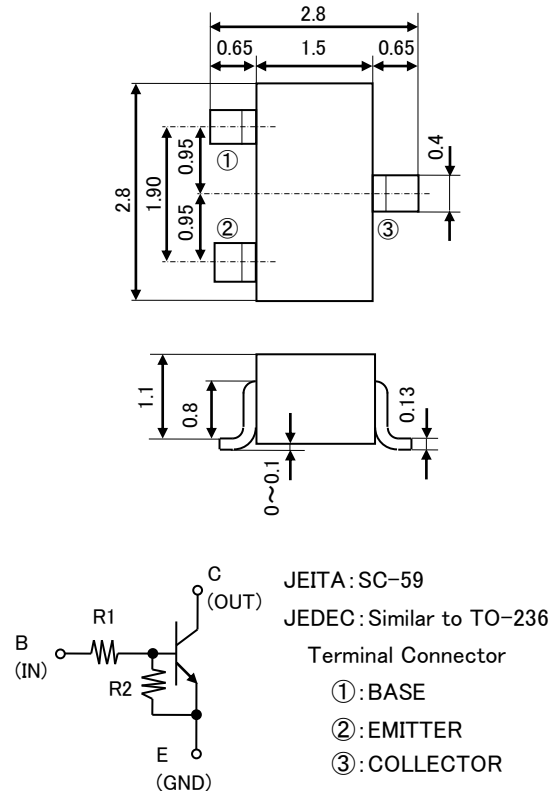 2.8
0.65 1.5 0.65
2.8
1.90
0.95
0.95
①
②
③
0.4
1.1
0.8
0～0.1
0.13
C
(OUT)
R1
B
(IN)
R2
E
(GND)
JEITA:SC-59
JEDEC:Similar to TO-236
Terminal Connector
①:BASE
②:EMITTER
③:COLLECTOR